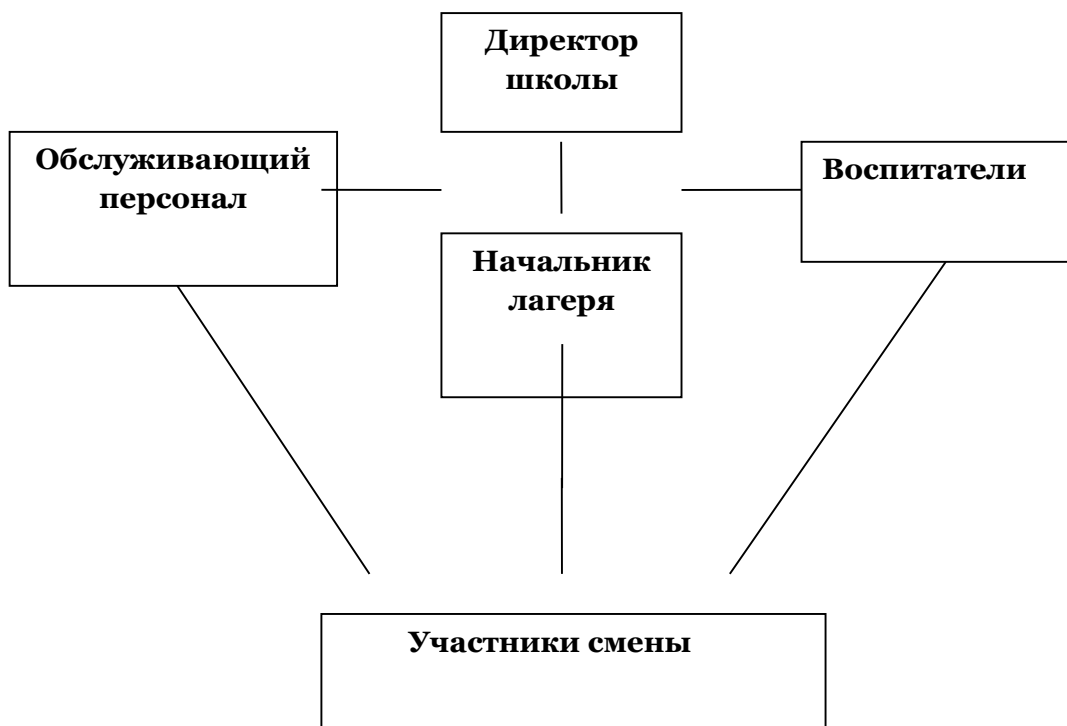 Директор
школы
Обслуживающий
персонал
Воспитатели
Начальник
лагеря
Участники смены